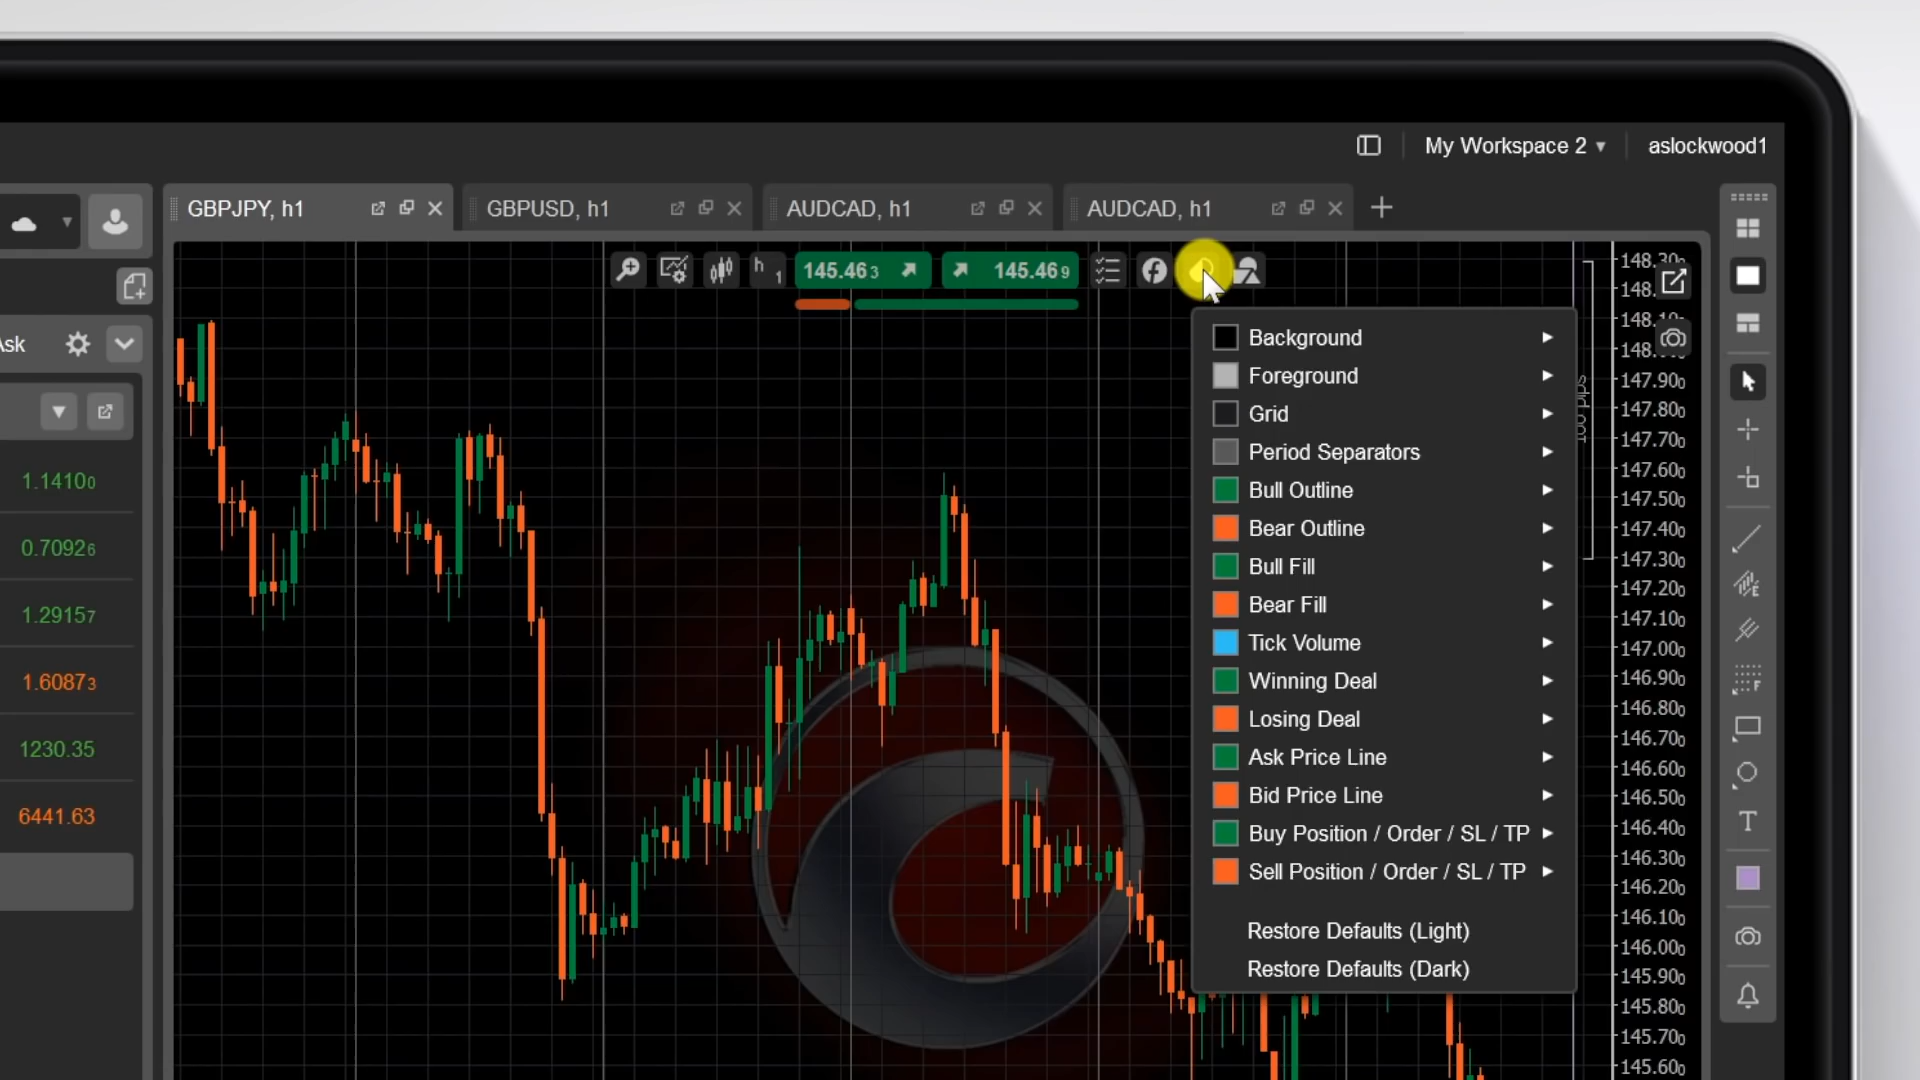 My Workspace 2
aslockwood1
GBPJPY, h1
GBPUSD, h1
AUDCAD, h1
AUDCAD, h1
h 1
145.463
145.469
Ask
1.14100
0.70926
1.29157
1.60873
1230.35
6441.63
Background
Foreground
Grid
Period Separators
Bull Outline
Bear Outline
Bull Fill
Bear Fill
Tick Volume
Winning Deal
Losing Deal
Ask Price Line
Bid Price Line
Buy Position / Order / SL / TP
Sell Position / Order / SL / TP
Restore Defaults (Light)
Restore Defaults (Dark)
100 pips
148.300
147.900
147.800
147.700
147.600
147.500
147.400
147.300
147.200
147.100
147.000
146.900
146.800
146.700
146.600
146.500
146.400
146.300
146.200
146.100
146.000
145.900
145.800
145.700
145.600
E
F
T